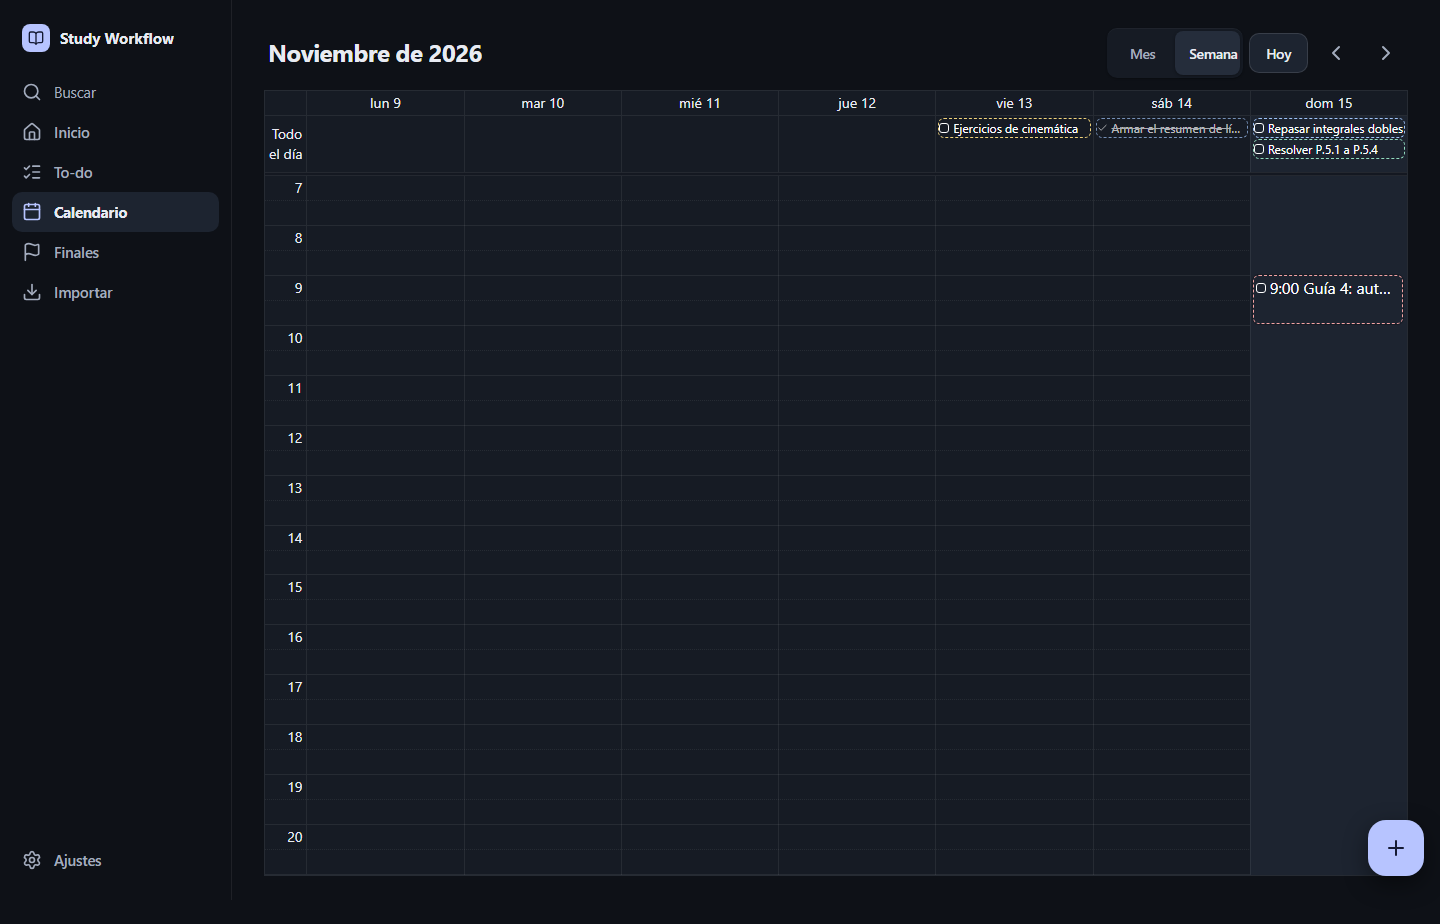 Study Workflow
Buscar
Inicio
To-do
Calendario
Finales
Importar
Ajustes
Noviembre de 2026
Mes
Semana
Hoy
lun 9
mar 10
mié 11
jue 12
vie 13
sáb 14
dom 15
Todo
el día
Ejercicios de cinemática
Armar el resumen de lí...
Repasar integrales dobles
Resolver P.5.1 a P.5.4
7
8
9
9:00 Guía 4: aut...
10
11
12
13
14
15
16
17
18
19
20